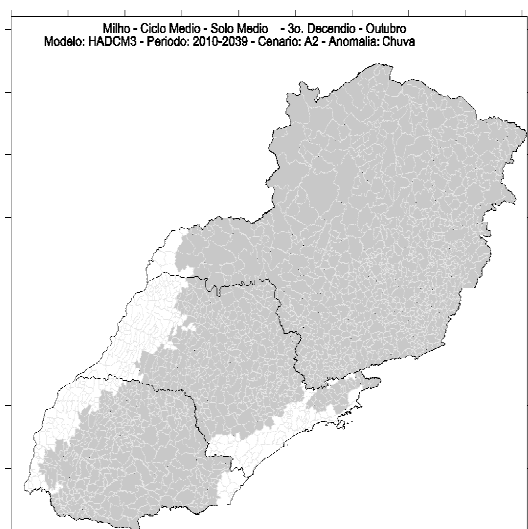 Milho - Ciclo Medio - Solo Medio - 3o. Decendio - Outubro
Modelo: HADCM3 - Periodo: 2010-2039 - Cenario: A2 - Anomalia: Chuva